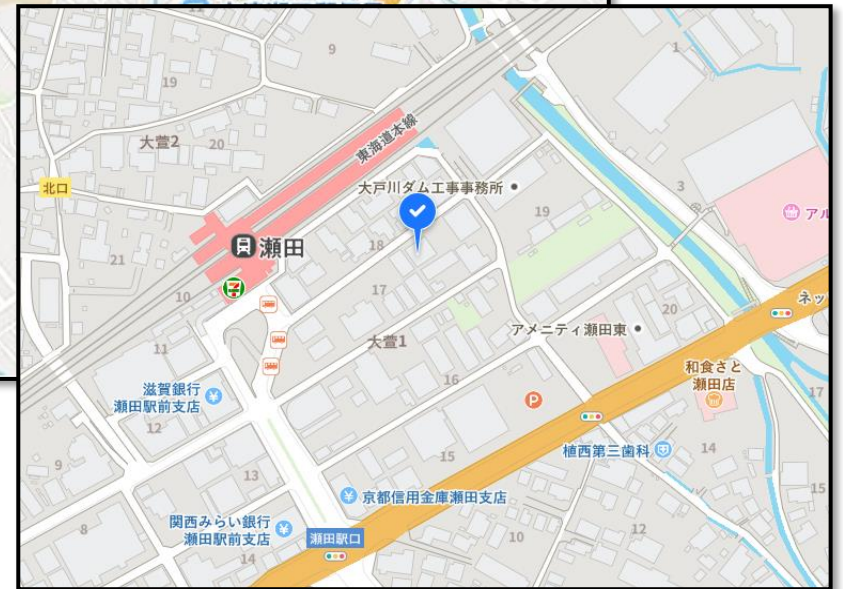 9
1
19
大萱2
20
東海道本線
北口
大戸川ダム工事事務所
3
19
アル
瀬田
18
21
17
10
ネッ
20
大萱1
アメニティ瀬田東
11
和食さと
瀬田店
16
滋賀銀行
瀬田駅前支店
P
17
12
植西第三歯科
14
15
9
13
15
京都信用金庫瀬田支店
関西みらい銀行
瀬田駅前支店
瀬田駅口
10
12
8
14